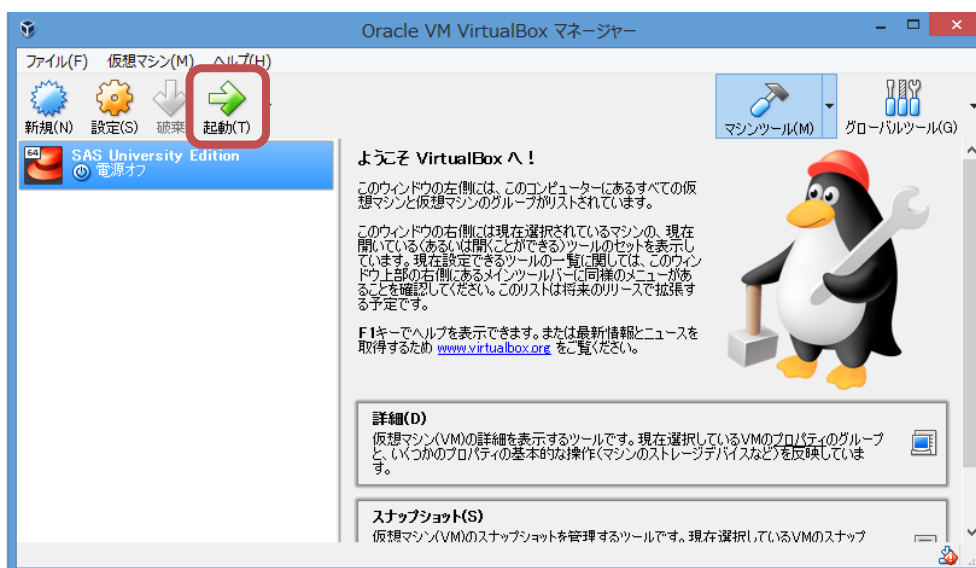 Oracle VM VirtualBox マネージャー
ファイル(F) 仮想マシン(M) ヘルプ(H)
新規(N) 設定(S) 破棄 起動(T) マシンツール(M) グローバルツール(G)
64
SAS University Edition
電源オフ
ようこそ VirtualBox へ！
このウィンドウの左側には、このコンピューターにあるすべての仮
想マシンと仮想マシンのグループがリストされています。
このウィンドウの右側には現在選択されているマシンの、現在
開いている(あるいは開くことができる)ツールのセットを表示し
ています。現在設定できるツールの一覧に関しては、このウィン
ドウ上部の右側にあるメインツールバーに同様のメニューがあ
ることを確認してください。このリストは将来のリリースで拡張す
る予定です。
F1キーでヘルプを表示できます。または最新情報とニュースを
取得するため www.virtualbox.org をご覧ください。
詳細(D)
仮想マシン(VM)の詳細を表示するツールです。現在選択しているVMのプロパティのグループ
と、いくつかのプロパティの基本的な操作(マシンのストレージデバイスなど)を反映していま
す。
スナップショット(S)
仮想マシン(VM)のスナップショットを管理するツールです。現在選択しているVMのスナップ